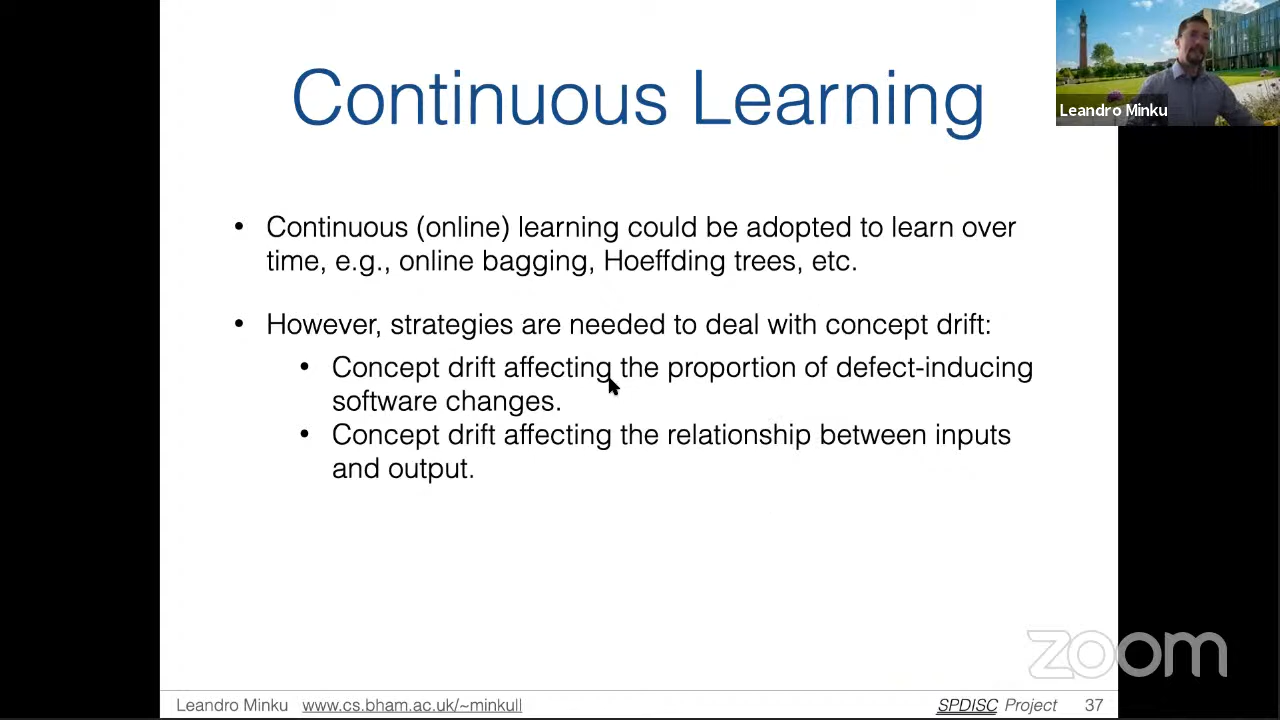 Continuous Learning
Leandro Minku
• Continuous (online) learning could be adopted to learn over
time, e.g., online bagging, Hoeffding trees, etc.
• However, strategies are needed to deal with concept drift:
• Concept drift affecting the proportion of defect-inducing
software changes.
• Concept drift affecting the relationship between inputs
and output.
zoom
Leandro Minku www.cs.bham.ac.uk/~minkull SPDISC Project 37